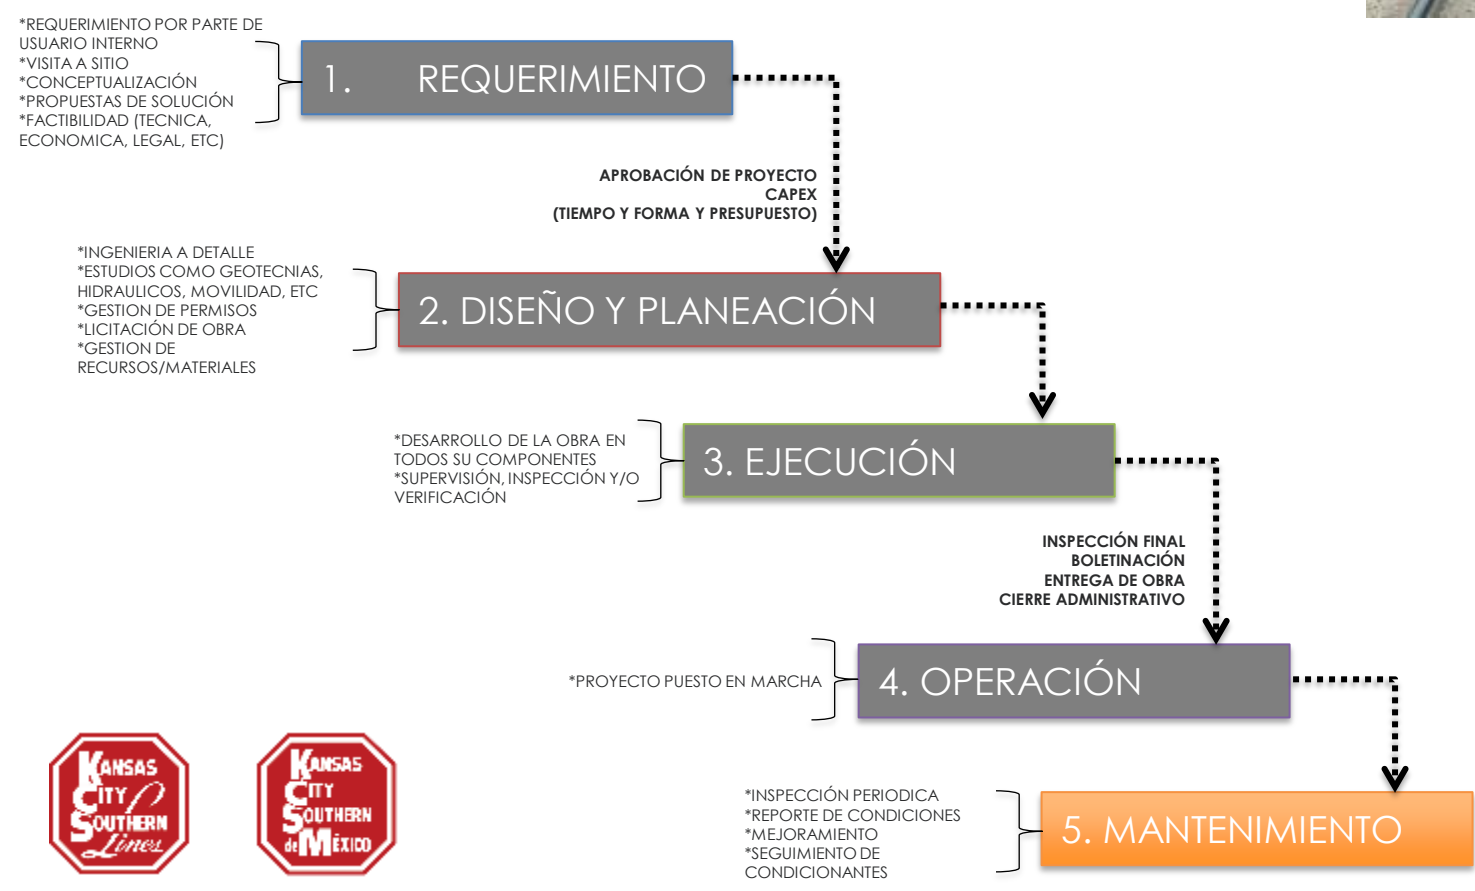 *REQUERIMIENTO POR PARTE DE
USUARIO INTERNO
*VISITA A SITIO
*CONCEPTUALIZACIÓN
*PROPUESTAS DE SOLUCIÓN
*FACTIBILIDAD (TECNICA,
ECONOMICA, LEGAL, ETC)
1. REQUERIMIENTO
APROBACIÓN DE PROYECTO
CAPEX
(TIEMPO Y FORMA Y PRESUPUESTO)
*INGENIERIA A DETALLE
*ESTUDIOS COMO GEOTECNIAS,
HIDRAULICOS, MOVILIDAD, ETC
*GESTION DE PERMISOS
*LICITACIÓN DE OBRA
*GESTION DE
RECURSOS/MATERIALES
2. DISEÑO Y PLANEACIÓN
*DESARROLLO DE LA OBRA EN
TODOS SU COMPONENTES
*SUPERVISIÓN, INSPECCIÓN Y/O
VERIFICACIÓN
3. EJECUCIÓN
INSPECCIÓN FINAL
BOLETINACIÓN
ENTREGA DE OBRA
CIERRE ADMINISTRATIVO
*PROYECTO PUESTO EN MARCHA
4. OPERACIÓN
*INSPECCIÓN PERIODICA
*REPORTE DE CONDICIONES
*MEJORAMIENTO
*SEGUIMIENTO DE
CONDICIONANTES
5. MANTENIMIENTO
KANSAS
CITY
SOUTHERN
Lines
KANSAS
CITY
SOUTHERN
de MÉXICO